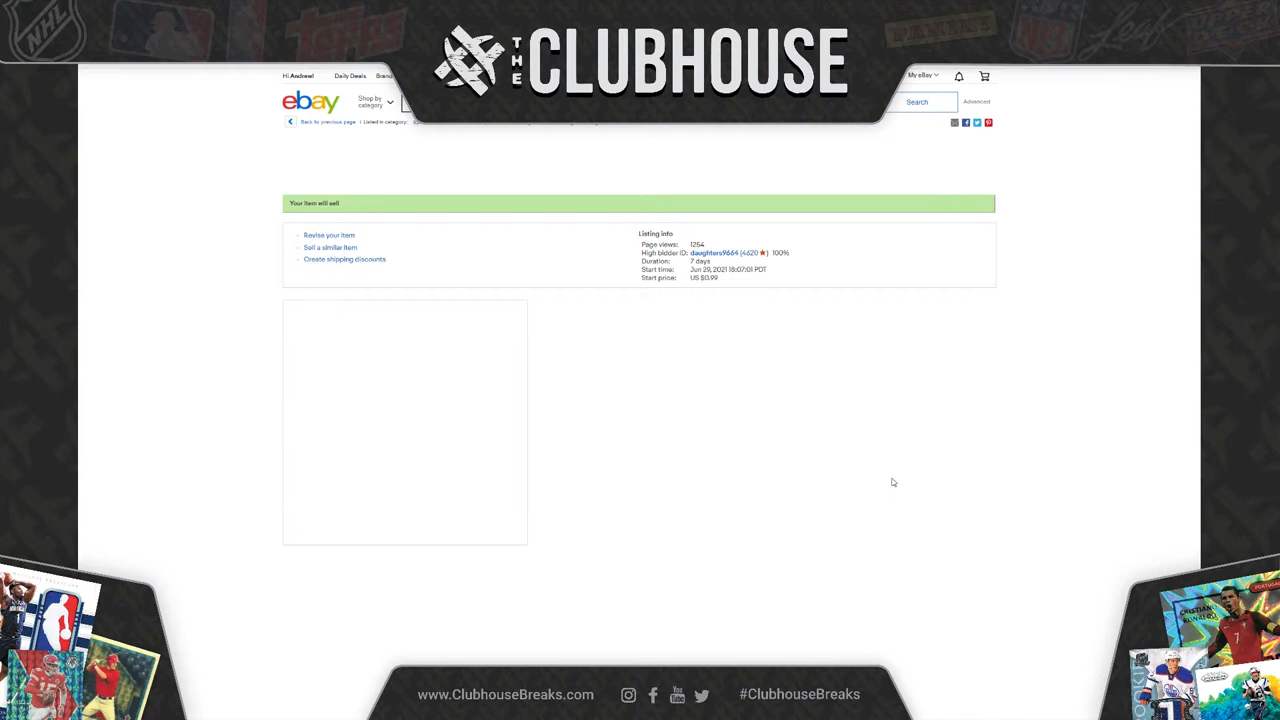 THE CLUBHOUSE
Hi Andrew!
Daily Deals
My eBay
ebay
Shop by category
Search
Advanced
Back to previous page
Listed in category:
Your item will sell
Revise your item
Sell a similar item
Create shipping discounts
Listing info
Page views: 1254
High bidder ID: daughters9664 (4620 ) 100%
Duration: 7 days
Start time: Jun 29, 2021 18:07:01 PDT
Start price: US $0.99
CRISTIANO RONALDO
www.ClubhouseBreaks.com
#ClubhouseBreaks